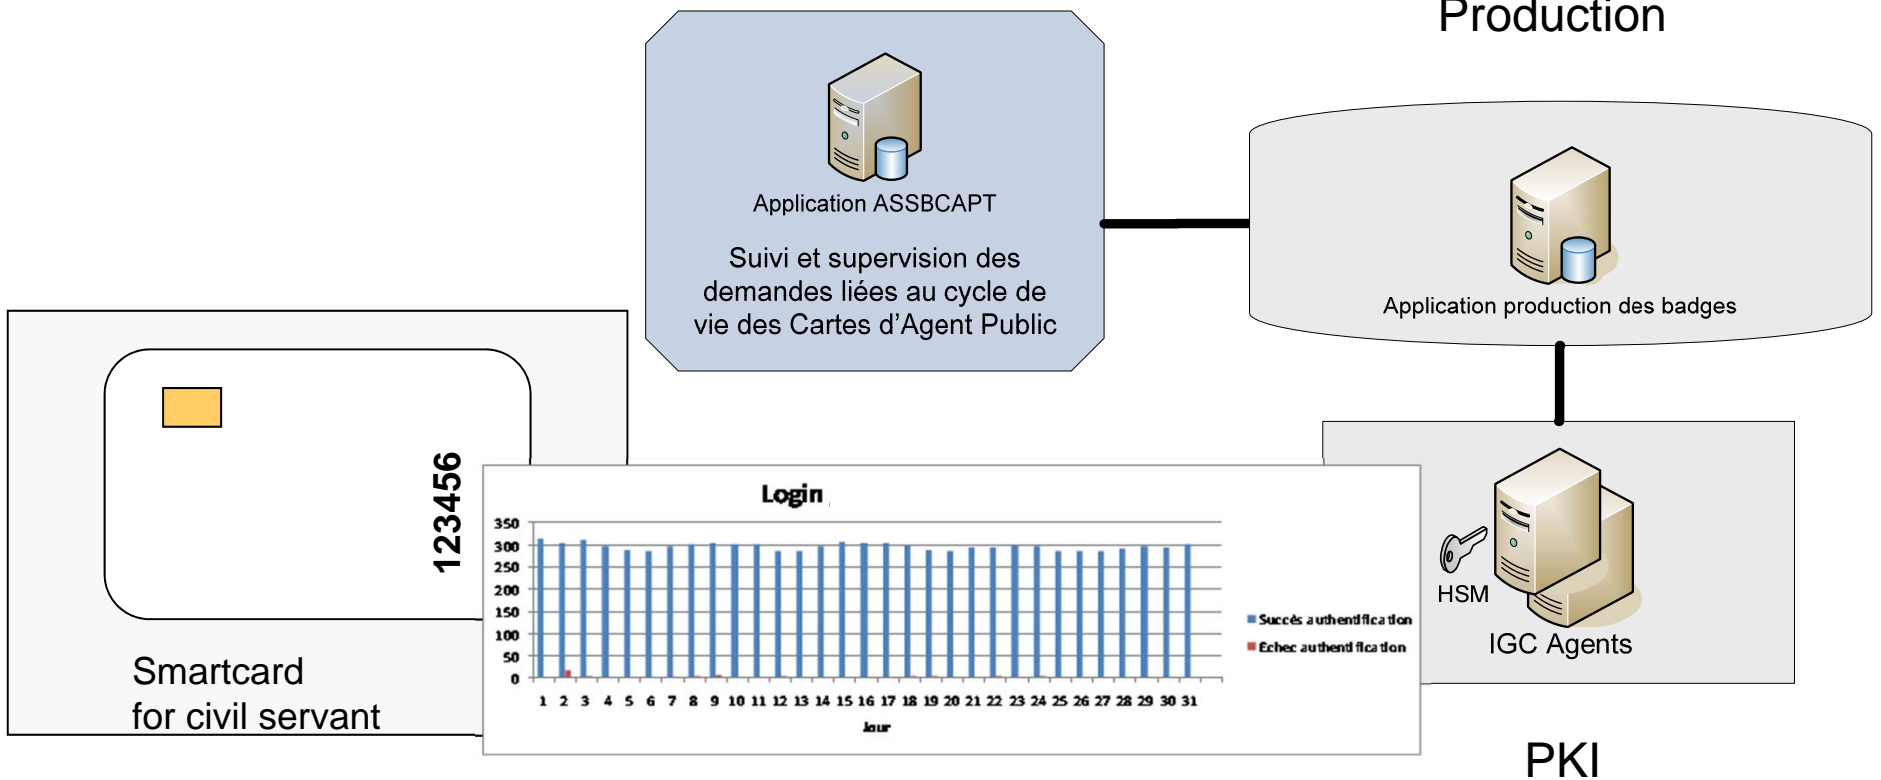 Production
Application ASSBCAPT
Suivi et supervision des
demandes liées au cycle de
vie des Cartes d'Agent Public
Application production des badges
123456
Smartcard
for civil servant
Login
350
300
250
200
150
100
50
0
1 2 3 4 5 6 7 8 9 10 11 12 13 14 15 16 17 18 19 20 21 22 23 24 25 26 27 28 29 30 31
Jour
Succès authentification
Échec authentification
HSM
IGC Agents
PKI